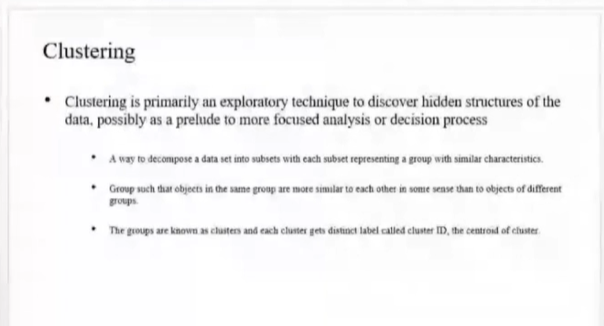 Clustering
• Clustering is primarily an exploratory technique to discover hidden structures of the
data, possibly as a prelude to more focused analysis or decision process
• A way to decompose a data set into subsets with each subset representing a group with similar characteristics.
• Group such that objects in the same group are more similar to each other in some sense than to objects of different
groups.
• The groups are known as clusters and each cluster gets distinct label called cluster ID, the centroid of cluster.